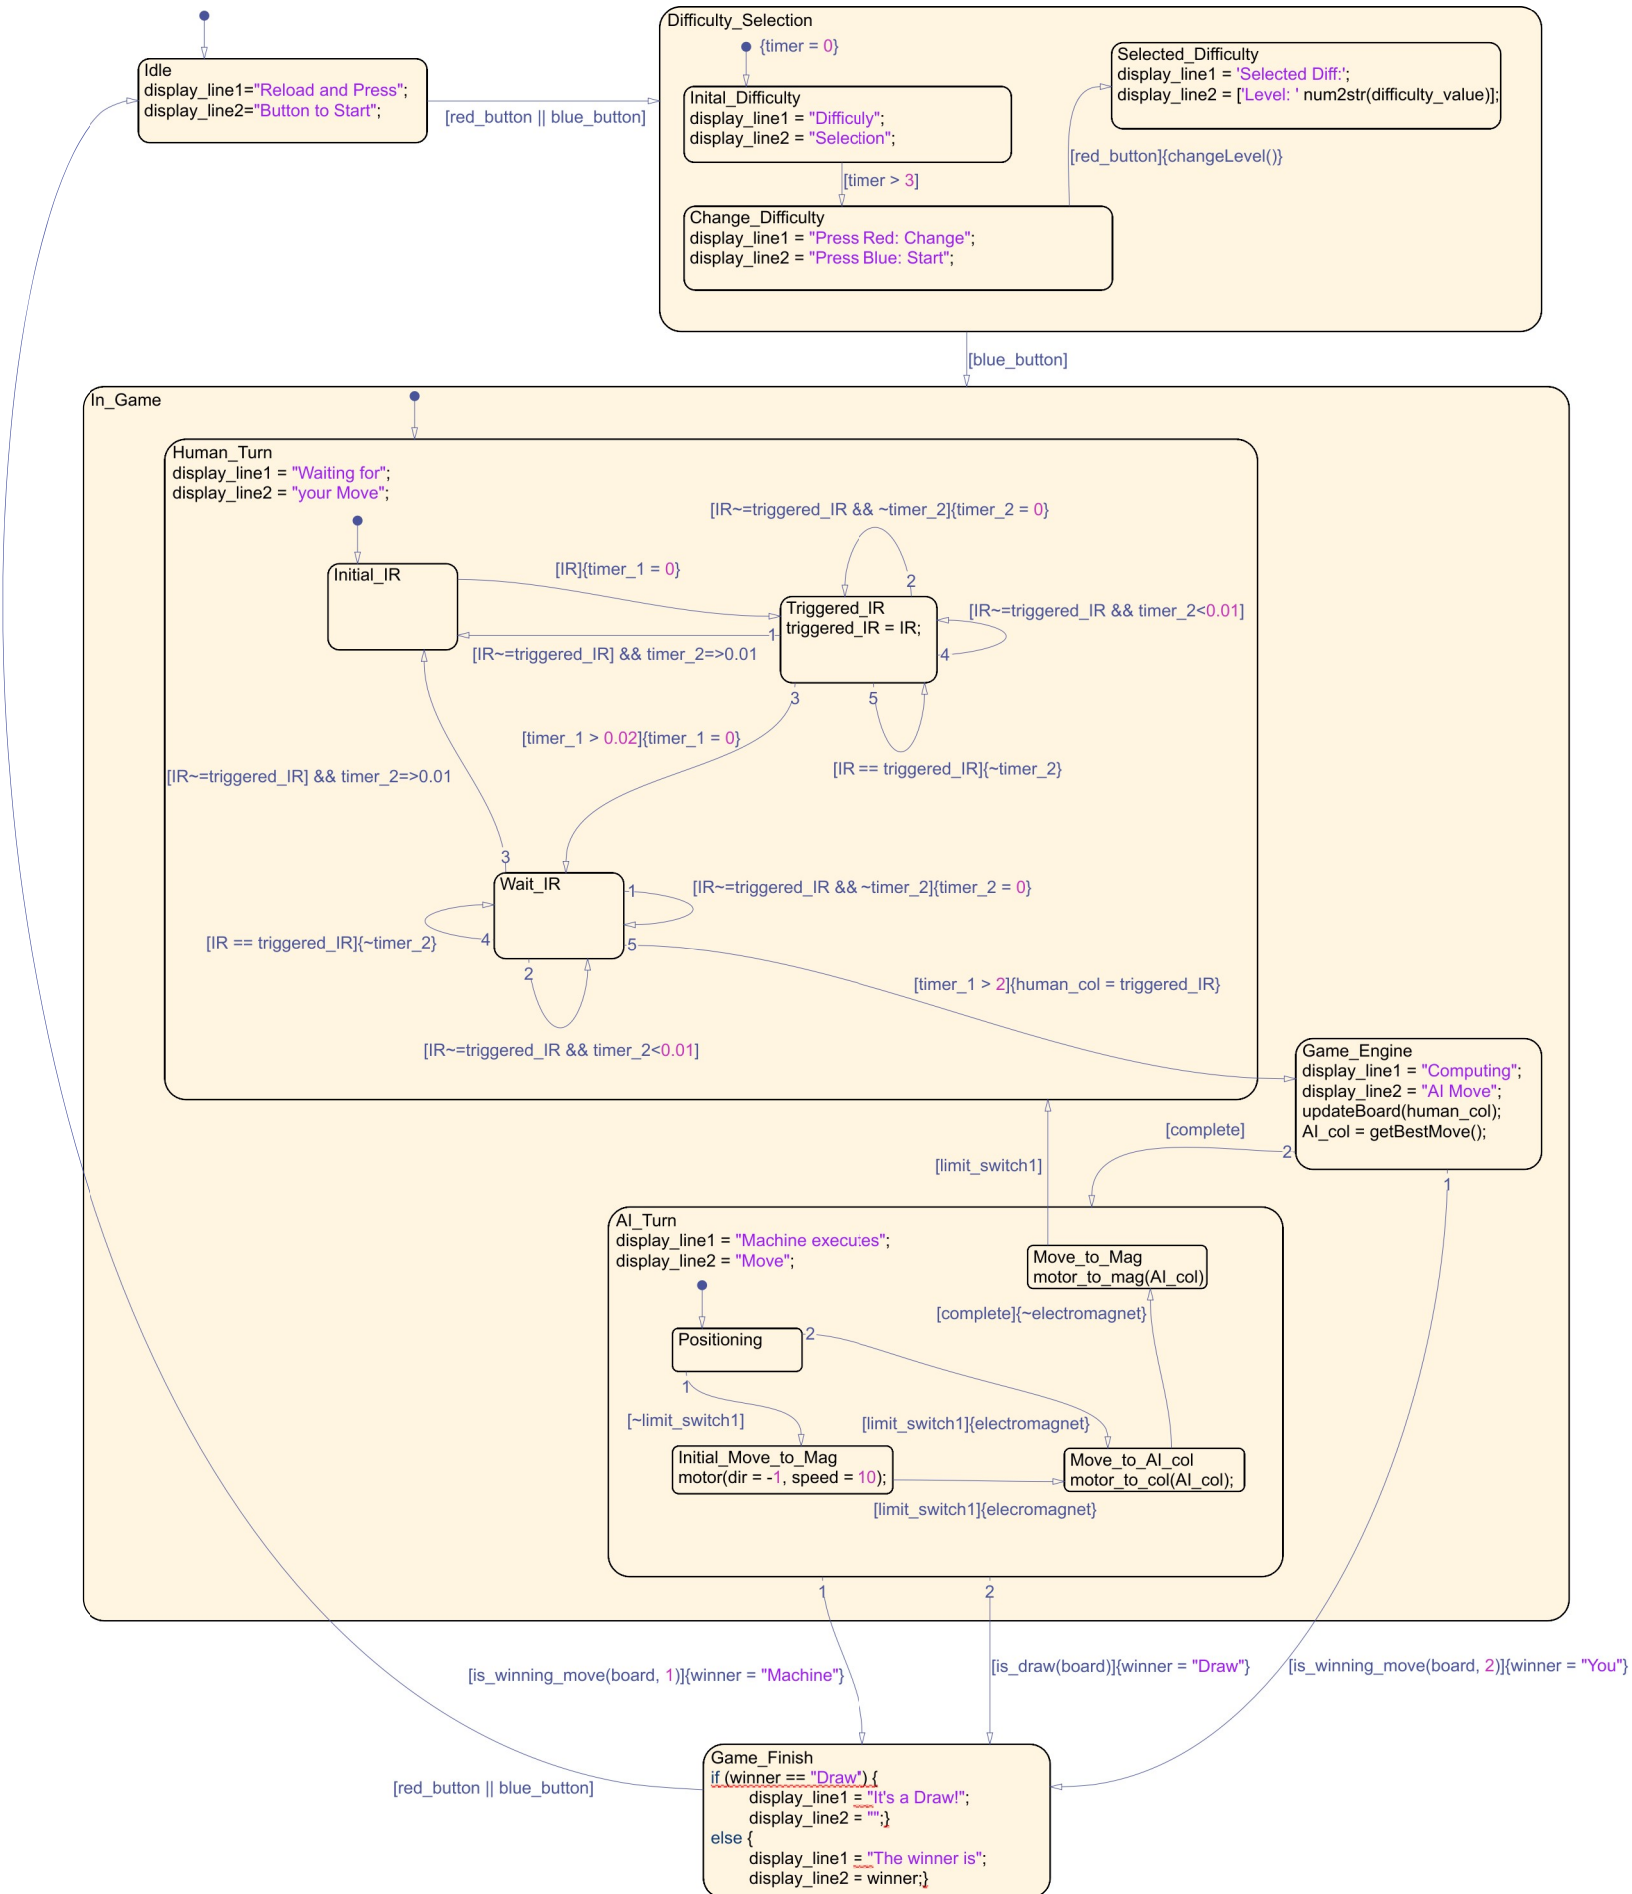 Idle
display_line1="Reload and Press";
display_line2="Button to Start";
[red_button || blue_button]
Difficulty_Selection
{timer = 0}
Inital_Difficulty
display_line1 = "Difficuly";
display_line2 = "Selection";
[timer > 3]
Change_Difficulty
display_line1 = "Press Red: Change";
display_line2 = "Press Blue: Start";
Selected_Difficulty
display_line1 = 'Selected Diff:';
display_line2 = ['Level: ' num2str(difficulty_value)];
[red_button]{changeLevel()}
[blue_button]
In_Game
Human_Turn
display_line1 = "Waiting for";
display_line2 = "your Move";
[IR~=triggered_IR && ~timer_2]{timer_2 = 0}
Initial_IR
[IR]{timer_1 = 0}
2
Triggered_IR
triggered_IR = IR;
[IR~=triggered_IR && timer_2<0.01]
1
4
[IR~=triggered_IR] && timer_2=>0.01
3
5
[timer_1 > 0.02]{timer_1 = 0}
[IR == triggered_IR]{~timer_2}
[IR~=triggered_IR] && timer_2=>0.01
3
Wait_IR
1
[IR~=triggered_IR && ~timer_2]{timer_2 = 0}
[IR == triggered_IR]{~timer_2}
4
5
2
[timer_1 > 2]{human_col = triggered_IR}
[IR~=triggered_IR && timer_2<0.01]
Game_Engine
display_line1 = "Computing";
display_line2 = "AI Move";
updateBoard(human_col);
AI_col = getBestMove();
[complete]
2
1
[limit_switch1]
AI_Turn
display_line1 = "Machine executes";
display_line2 = "Move";
Move_to_Mag
motor_to_mag(AI_col)
[complete]{~electromagnet}
Positioning
2
1
[~limit_switch1]
[limit_switch1]{electromagnet}
Initial_Move_to_Mag
motor(dir = -1, speed = 10);
Move_to_AI_col
motor_to_col(AI_col);
[limit_switch1]{elecromagnet}
1
2
[is_winning_move(board, 1)]{winner = "Machine"}
[is_draw(board)]{winner = "Draw"}
[is_winning_move(board, 2)]{winner = "You"}
Game_Finish
if (winner == "Draw") {
display_line1 = "It's a Draw!";
display_line2 = "";}
else {
display_line1 = "The winner is";
display_line2 = winner;}
[red_button || blue_button]